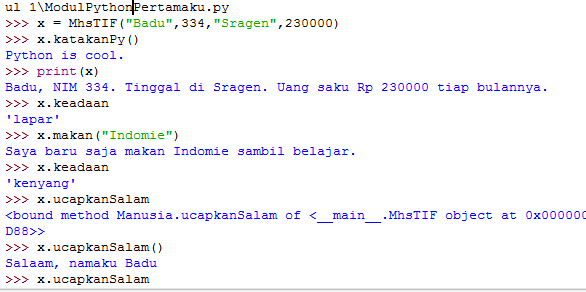 ul 1\ModulPythonPertamaku.py
>>> x = MhsTIF("Badu",334,"Sragen",230000)
>>> x.katakanPy()
Python is cool.
>>> print(x)
Badu, NIM 334. Tinggal di Sragen. Uang saku Rp 230000 tiap bulannya.
>>> x.keadaan
'lapar'
>>> x.makan("Indomie")
Saya baru saja makan Indomie sambil belajar.
>>> x.keadaan
'kenyang'
>>> x.ucapkanSalam
<bound method Manusia.ucapkanSalam of <__main__.MhsTIF object at 0x000000
D88>>
>>> x.ucapkanSalam()
Salaam, namaku Badu
>>> x.ucapkanSalam